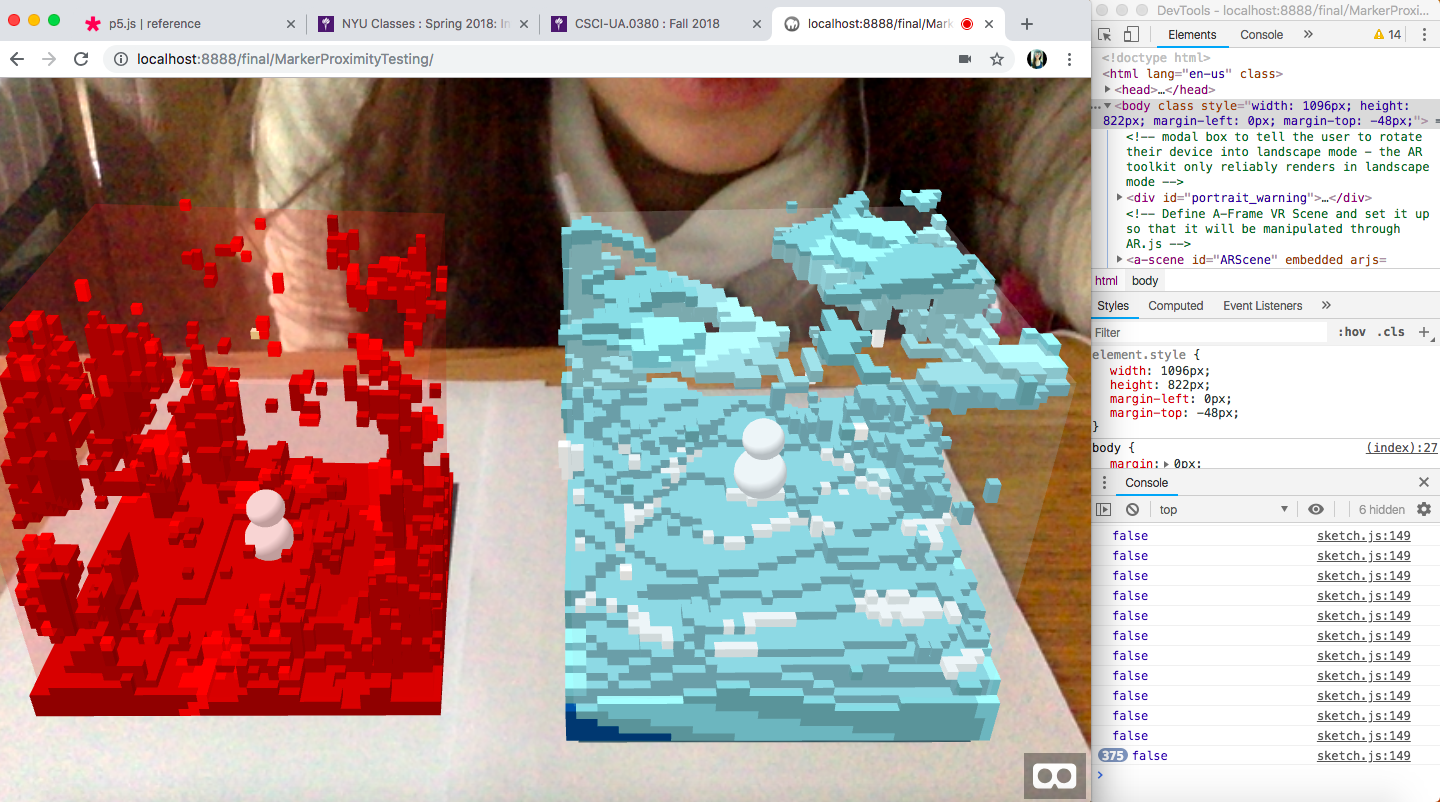 p5.js | reference
NYU Classes : Spring 2018: In
CSCI-UA.0380 : Fall 2018
localhost:8888/final/Mark
localhost:8888/final/MarkerProximityTesting/
DevTools - localhost:8888/final/MarkerProxi...
Elements
Console
»
14
<!doctype html>
<html lang="en-us" class>
<head>…</head>
…<body class style="width: 1096px; height:
822px; margin-left: 0px; margin-top: -48px;"> =
<!-- modal box to tell the user to rotate
their device into landscape mode - the AR
toolkit only reliably renders in landscape
mode -->
<div id="portrait_warning">…</div>
<!-- Define A-Frame VR Scene and set it up
so that it will be manipulated through
AR.js -->
<a-scene id="ARScene" embedded arjs=
html body
Styles Computed Event Listeners »
Filter :hov .cls +
element.style {
width: 1096px;
height: 822px;
margin-left: 0px;
margin-top: -48px;
}
body { (index):27
margin: 0px;
Console
top 6 hidden
false sketch.js:149
false sketch.js:149
false sketch.js:149
false sketch.js:149
false sketch.js:149
false sketch.js:149
false sketch.js:149
false sketch.js:149
false sketch.js:149
false sketch.js:149
false sketch.js:149
375 false sketch.js:149
>